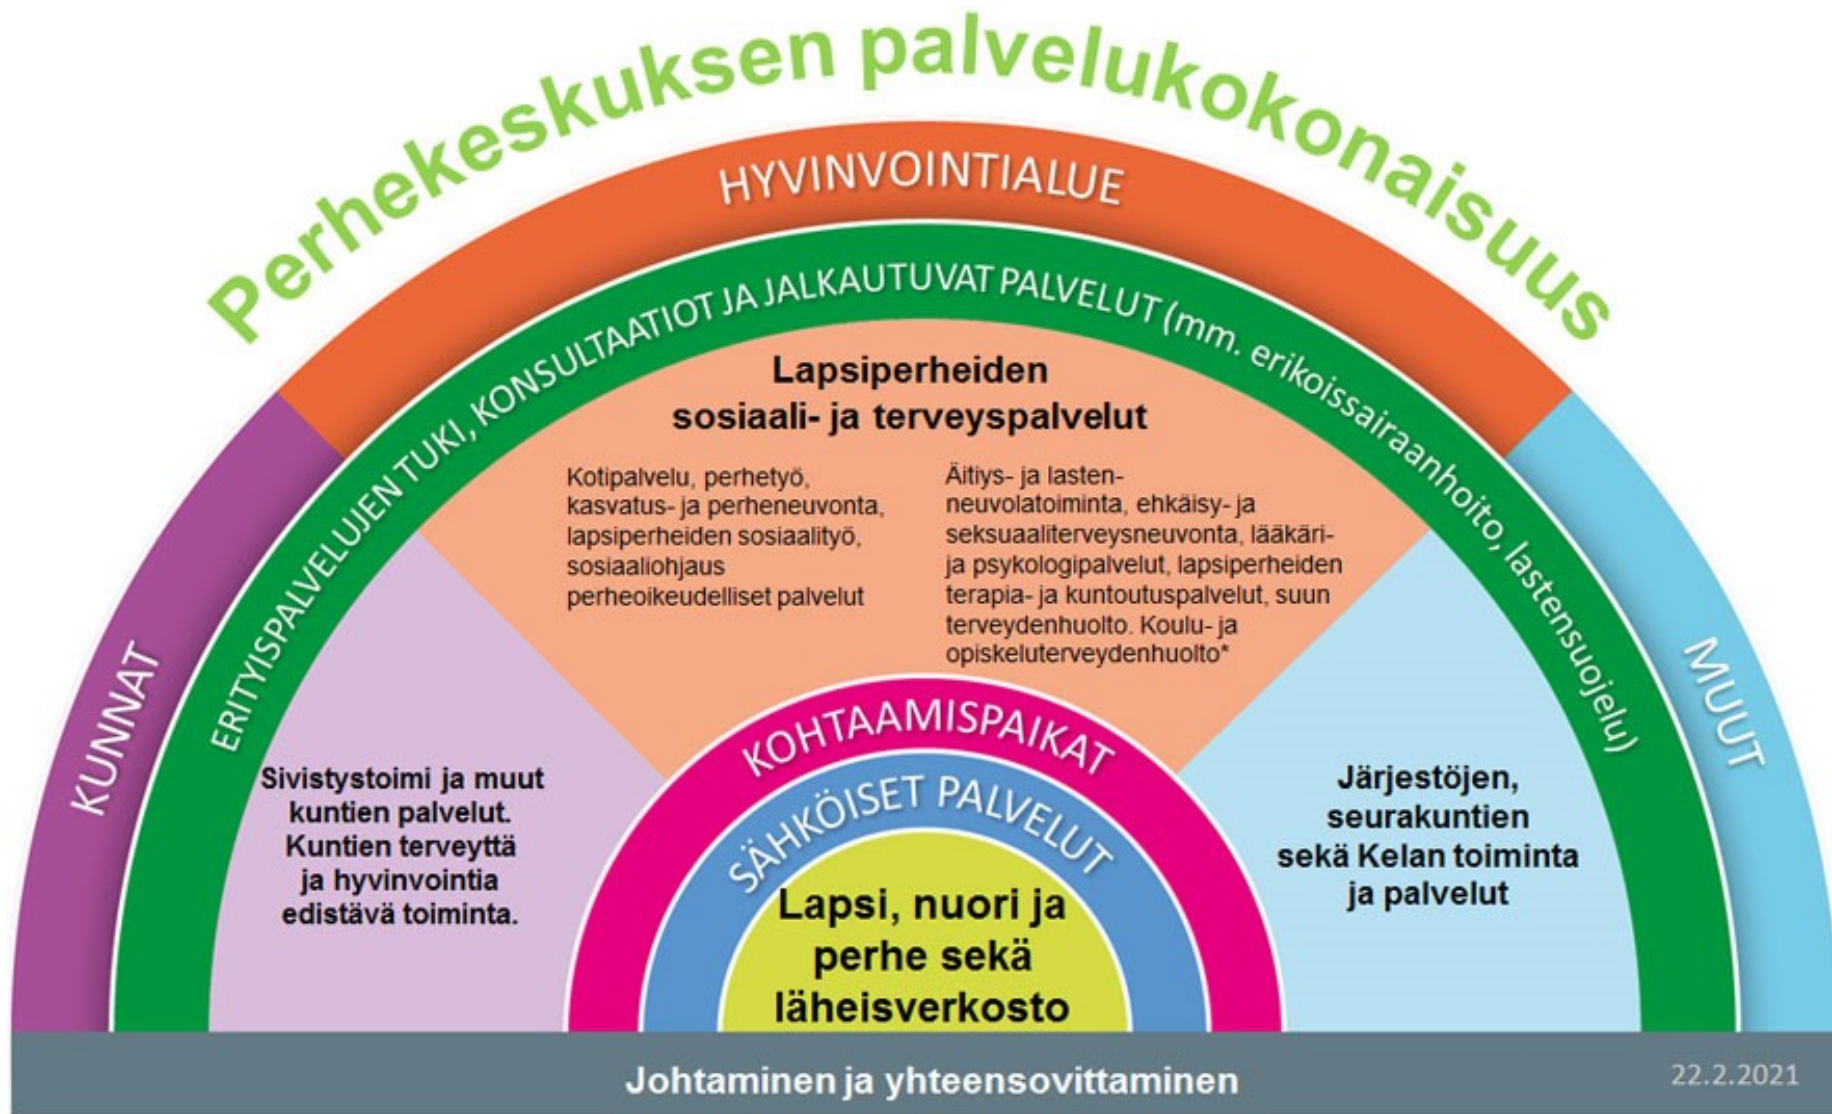 Perhekeskuksen palvelukokonaisuus
HYVINVOINTIALUE
ERITYISPALVELUJEN TUKI, KONSULTAATIOT JA JALKAUTUVAT PALVELUT (mm. erikoissairaanhoito, lastensuojelu)
KUNNAT
MUUT
Lapsiperheiden
sosiaali- ja terveyspalvelut
Kotipalvelu, perhetyö,
kasvatus- ja perheneuvonta,
lapsiperheiden sosiaalityö,
sosiaaliohjaus
perheoikeudelliset palvelut
Äitiys- ja lasten-
neuvolatoiminta, ehkäisy- ja
seksuaaliterveysneuvonta, lääkäri-
ja psykologipalvelut, lapsiperheiden
terapia- ja kuntoutuspalvelut, suun
terveydenhuolto. Koulu- ja
opiskeluterveydenhuolto*
Sivistystoimi ja muut
kuntien palvelut.
Kuntien terveyttä
ja hyvinvointia
edistävä toiminta.
Järjestöjen,
seurakuntien
sekä Kelan toiminta
ja palvelut
KOHTAAMISPAIKAT
SÄHKÖISET PALVELUT
Lapsi, nuori ja
perhe sekä
läheisverkosto
Johtaminen ja yhteensovittaminen
22.2.2021